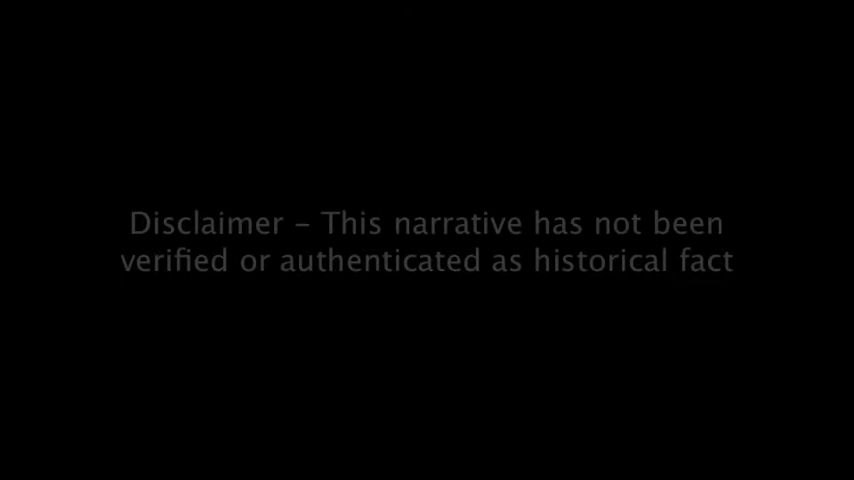 Disclaimer - This narrative has not been
verified or authenticated as historical fact